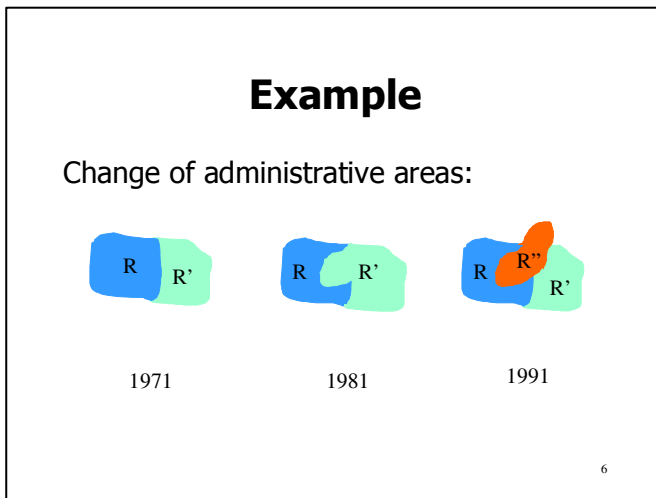 Example
Change of administrative areas:
R R’ R R’ R R” R’
1971 1981 1991
6